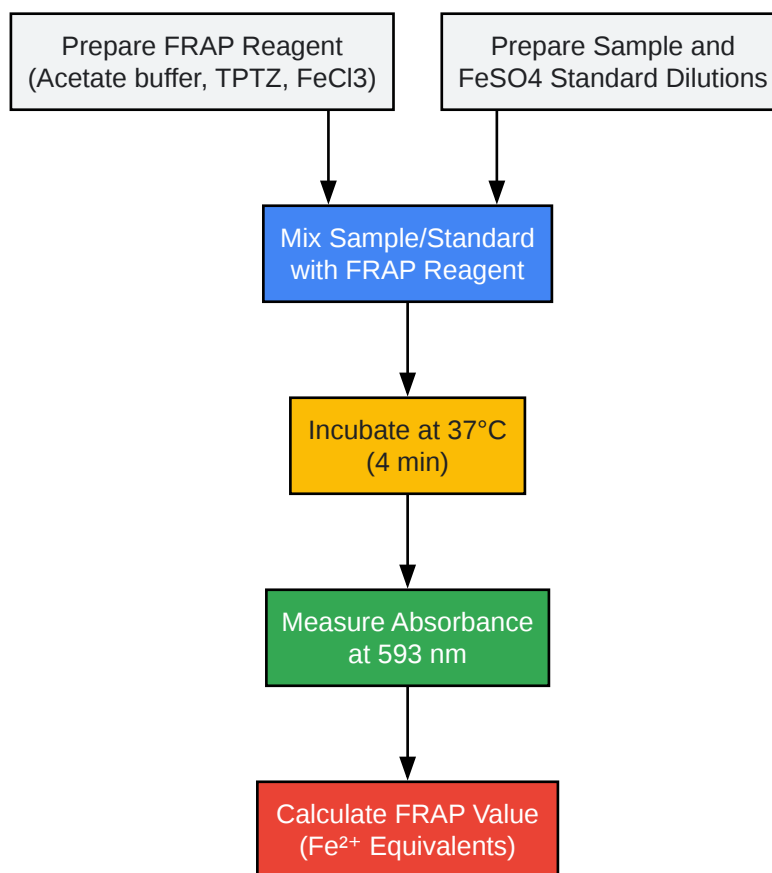 Prepare FRAP Reagent
(Acetate buffer, TPTZ, FeCl3)
Prepare Sample and
FeSO4 Standard Dilutions
Mix Sample/Standard
with FRAP Reagent
Incubate at 37°C
(4 min)
Measure Absorbance
at 593 nm
Calculate FRAP Value
(Fe²⁺ Equivalents)